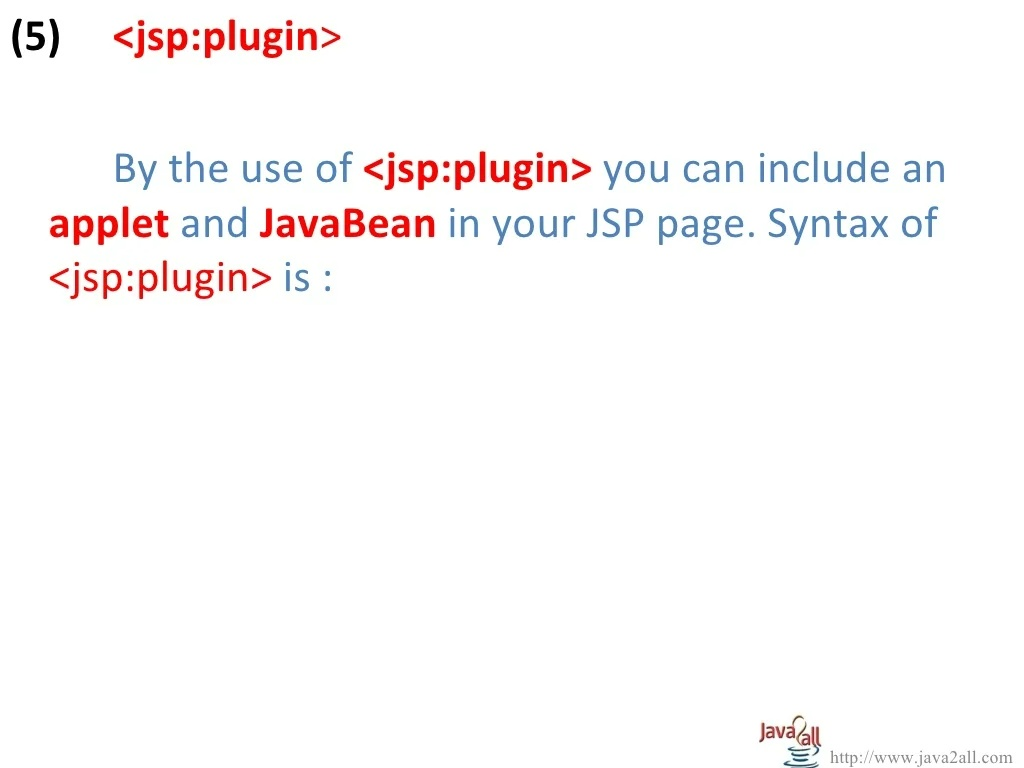 (5) <jsp:plugin>
By the use of <jsp:plugin> you can include an
applet and JavaBean in your JSP page. Syntax of
<jsp:plugin> is :
Java2all
http://www.java2all.com